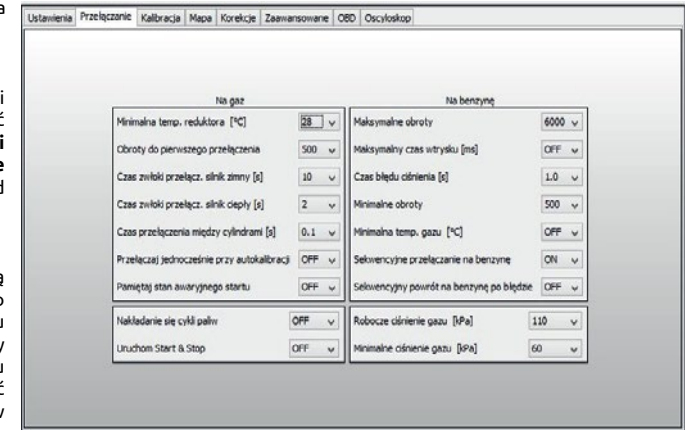 a
i
ć
i
e
d
ą
o
u
y
u
ć
w
Ustawienia Przełączanie Kalibracja Mapa Korekcje Zaawansowane OBD Oscyloskop
Na gaz
Minimalna temp. reduktora [°C] 28
Obroty do pierwszego przełączenia 500
Czas zwłoki przełącz. silnik zimny [s] 10
Czas zwłoki przełącz. silnik ciepły [s] 2
Czas przełączenia między cylindrami [s] 0.1
Przełączaj jednocześnie przy autokalibracji OFF
Pamiętaj stan awaryjnego startu OFF
Nakładanie się cykli paliw OFF
Uruchom Start & Stop OFF
Na benzynę
Maksymalne obroty 6000
Maksymalny czas wtrysku [ms] OFF
Czas błędu ciśnienia [s] 1.0
Minimalne obroty 500
Minimalna temp. gazu [°C] OFF
Sekwencyjne przełączanie na benzynę ON
Sekwencyjny powrót na benzynę po błędzie OFF
Robocze ciśnienie gazu [kPa] 110
Minimalne ciśnienie gazu [kPa] 60